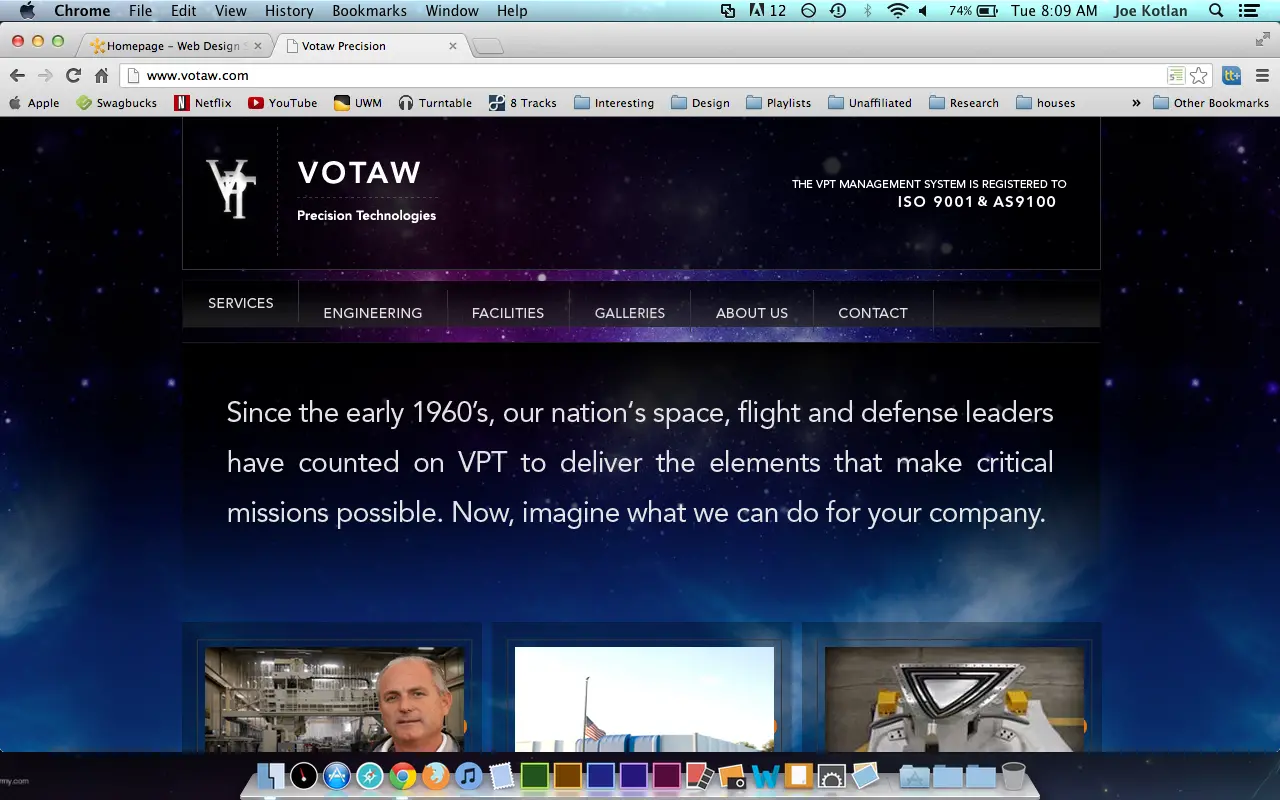 Chrome File Edit View History Bookmarks Window Help 12 74% Tue 8:09 AM Joe Kotlan
Homepage – Web Design Votaw Precision
www.votaw.com
Apple Swagbucks Netflix YouTube UWM Turntable 8 Tracks Interesting Design Playlists Unaffiliated Research houses » Other Bookmarks
VOTAW
Precision Technologies
THE VPT MANAGEMENT SYSTEM IS REGISTERED TO
ISO 9001 & AS9100
SERVICES ENGINEERING FACILITIES GALLERIES ABOUT US CONTACT
Since the early 1960's, our nation's space, flight and defense leaders
have counted on VPT to deliver the elements that make critical
missions possible. Now, imagine what we can do for your company.